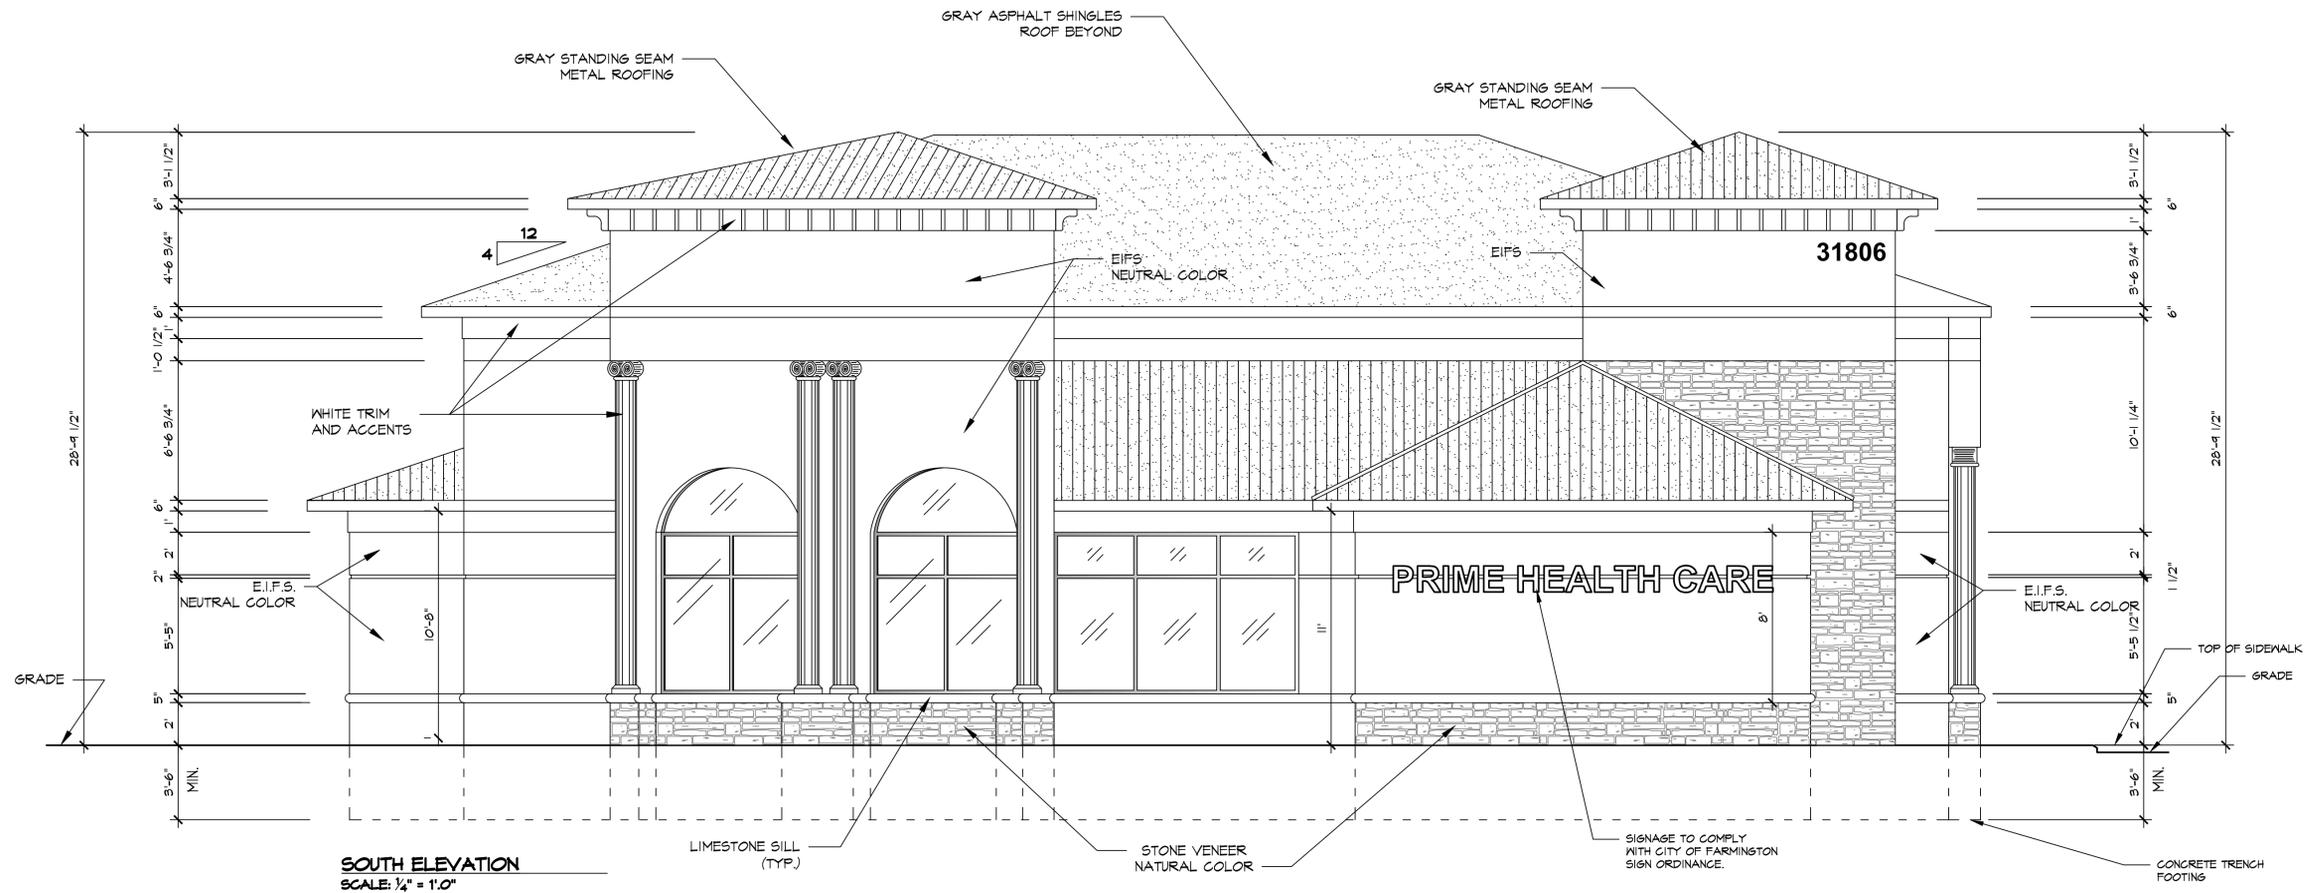 GRAY ASPHALT SHINGLES
ROOF BEYOND
GRAY STANDING SEAM
METAL ROOFING
GRAY STANDING SEAM
METAL ROOFING
12
4
EIFS
NEUTRAL COLOR
EIFS
31806
WHITE TRIM
AND ACCENTS
28'-9 1/2"
3'-1 1/2"
6"
4'-6 3/4"
6"
1'
1'-0 1/2"
6'-6 3/4"
6"
1'
2'
2"
5'-5"
5"
2'
3'-6"
MIN.
E.I.F.S.
NEUTRAL COLOR
10'-8"
11'
8'
PRIME HEALTH CARE
3'-1 1/2"
6"
1'
3'-6 3/4"
6"
10'-1 1/4"
2'
1 1/2"
5'-5 1/2"
5"
2'
3'-6"
MIN.
28'-9 1/2"
E.I.F.S.
NEUTRAL COLOR
TOP OF SIDEWALK
GRADE
GRADE
LIMESTONE SILL
(TYP.)
STONE VENEER
NATURAL COLOR
SIGNAGE TO COMPLY
WITH CITY OF FARMINGTON
SIGN ORDINANCE.
CONCRETE TRENCH
FOOTING
SOUTH ELEVATION
SCALE: ¼" = 1'.0"